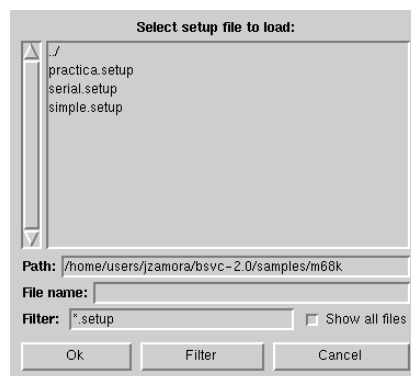 Select setup file to load:
../
practica.setup
serial.setup
simple.setup
Path: /home/users/jzamora/bsvc-2.0/samples/m68k
File name:
Filter: *.setup Show all files
Ok Filter Cancel